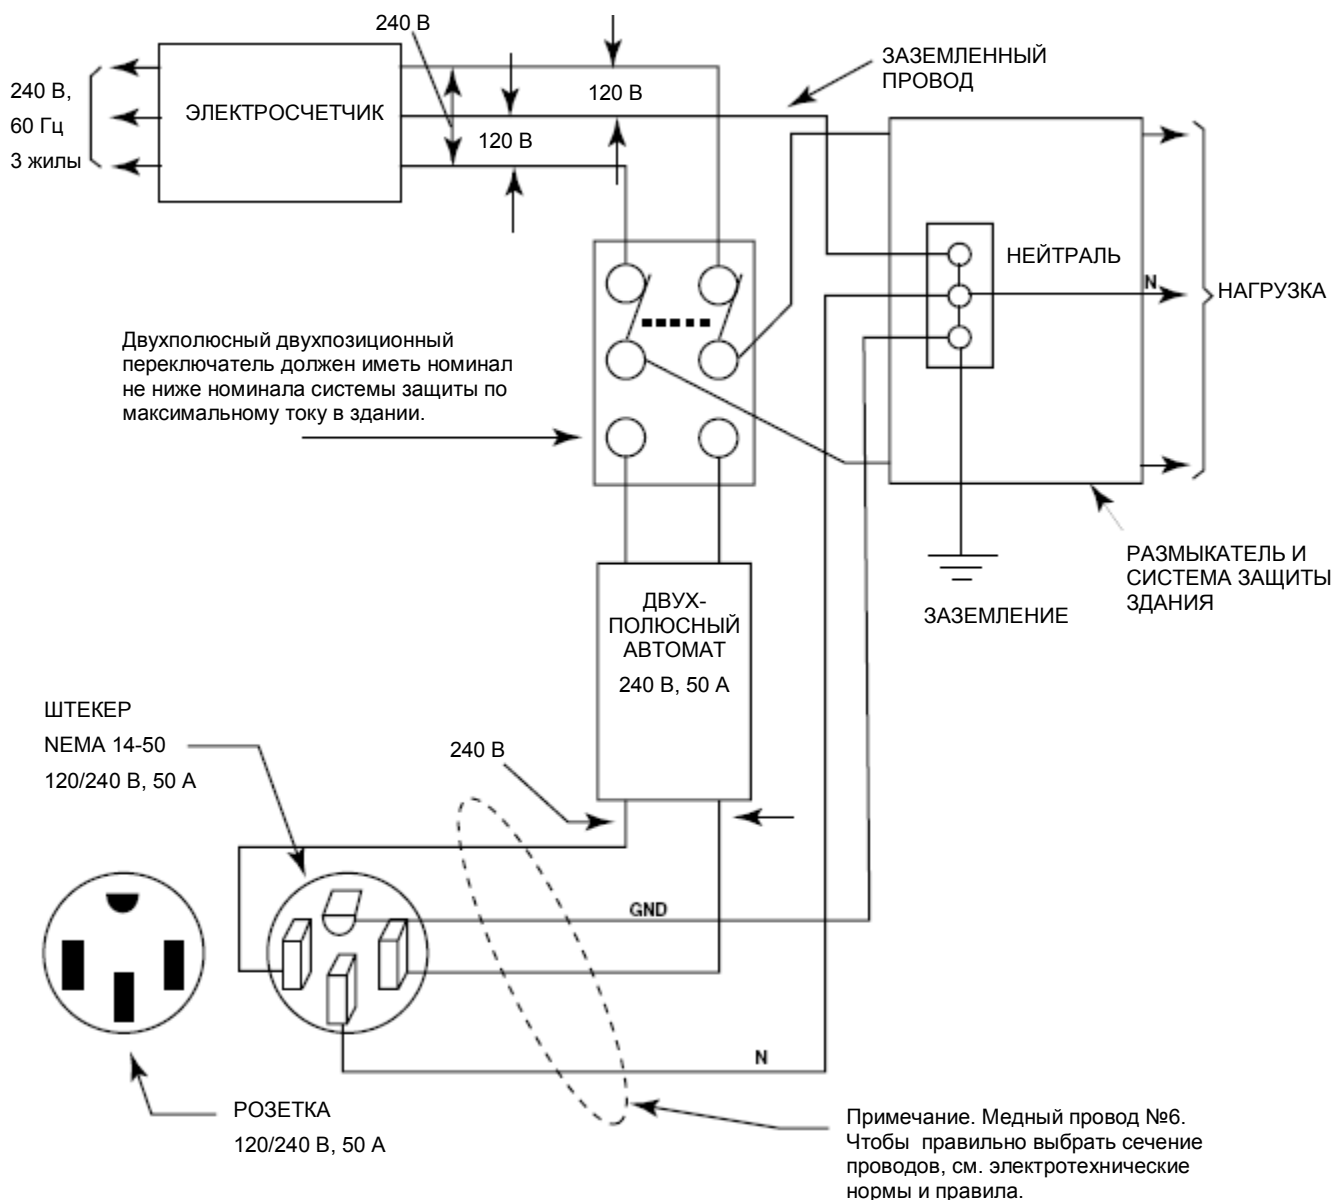 240 В
ЗАЗЕМЛЕННЫЙ
ПРОВОД
240 В,
60 Гц
3 жилы
ЭЛЕКТРОСЧЕТЧИК
120 В
120 В
НЕЙТРАЛЬ
N
НАГРУЗКА
Двухполюсный двухпозиционный
переключатель должен иметь номинал
не ниже номинала системы защиты по
максимальному току в здании.
РАЗМЫКАТЕЛЬ И
СИСТЕМА ЗАЩИТЫ
ЗДАНИЯ
ЗАЗЕМЛЕНИЕ
ДВУХ-
ПОЛЮСНЫЙ
АВТОМАТ
240 В, 50 А
ШТЕКЕР
NEMA 14-50
120/240 В, 50 А
240 В
GND
N
РОЗЕТКА
120/240 В, 50 А
Примечание. Медный провод №6.
Чтобы правильно выбрать сечение
проводов, см. электротехнические
нормы и правила.